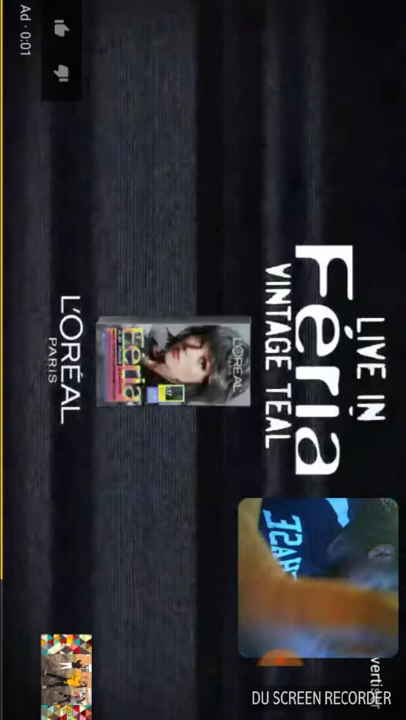 LIVE IN
Féria
VINTAGE TEAL
L'ORÉAL
Féria
L'ORÉAL
PARIS
Ad · 0:01
DU SCREEN RECORDER